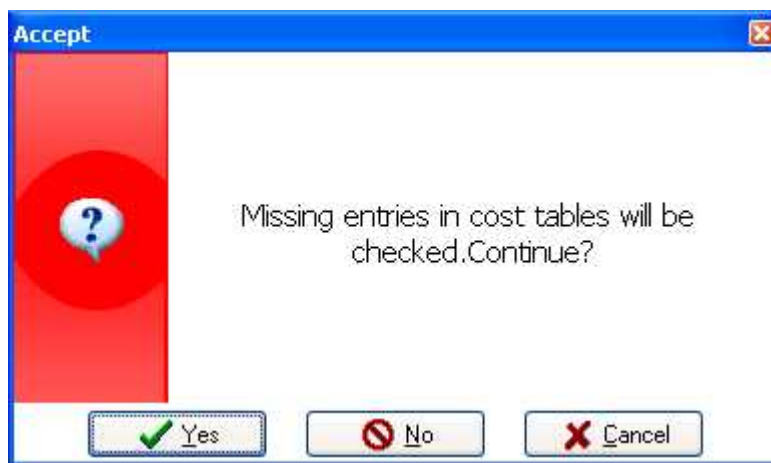 Accept
Missing entries in cost tables will be
checked.Continue?
Yes
No
Cancel